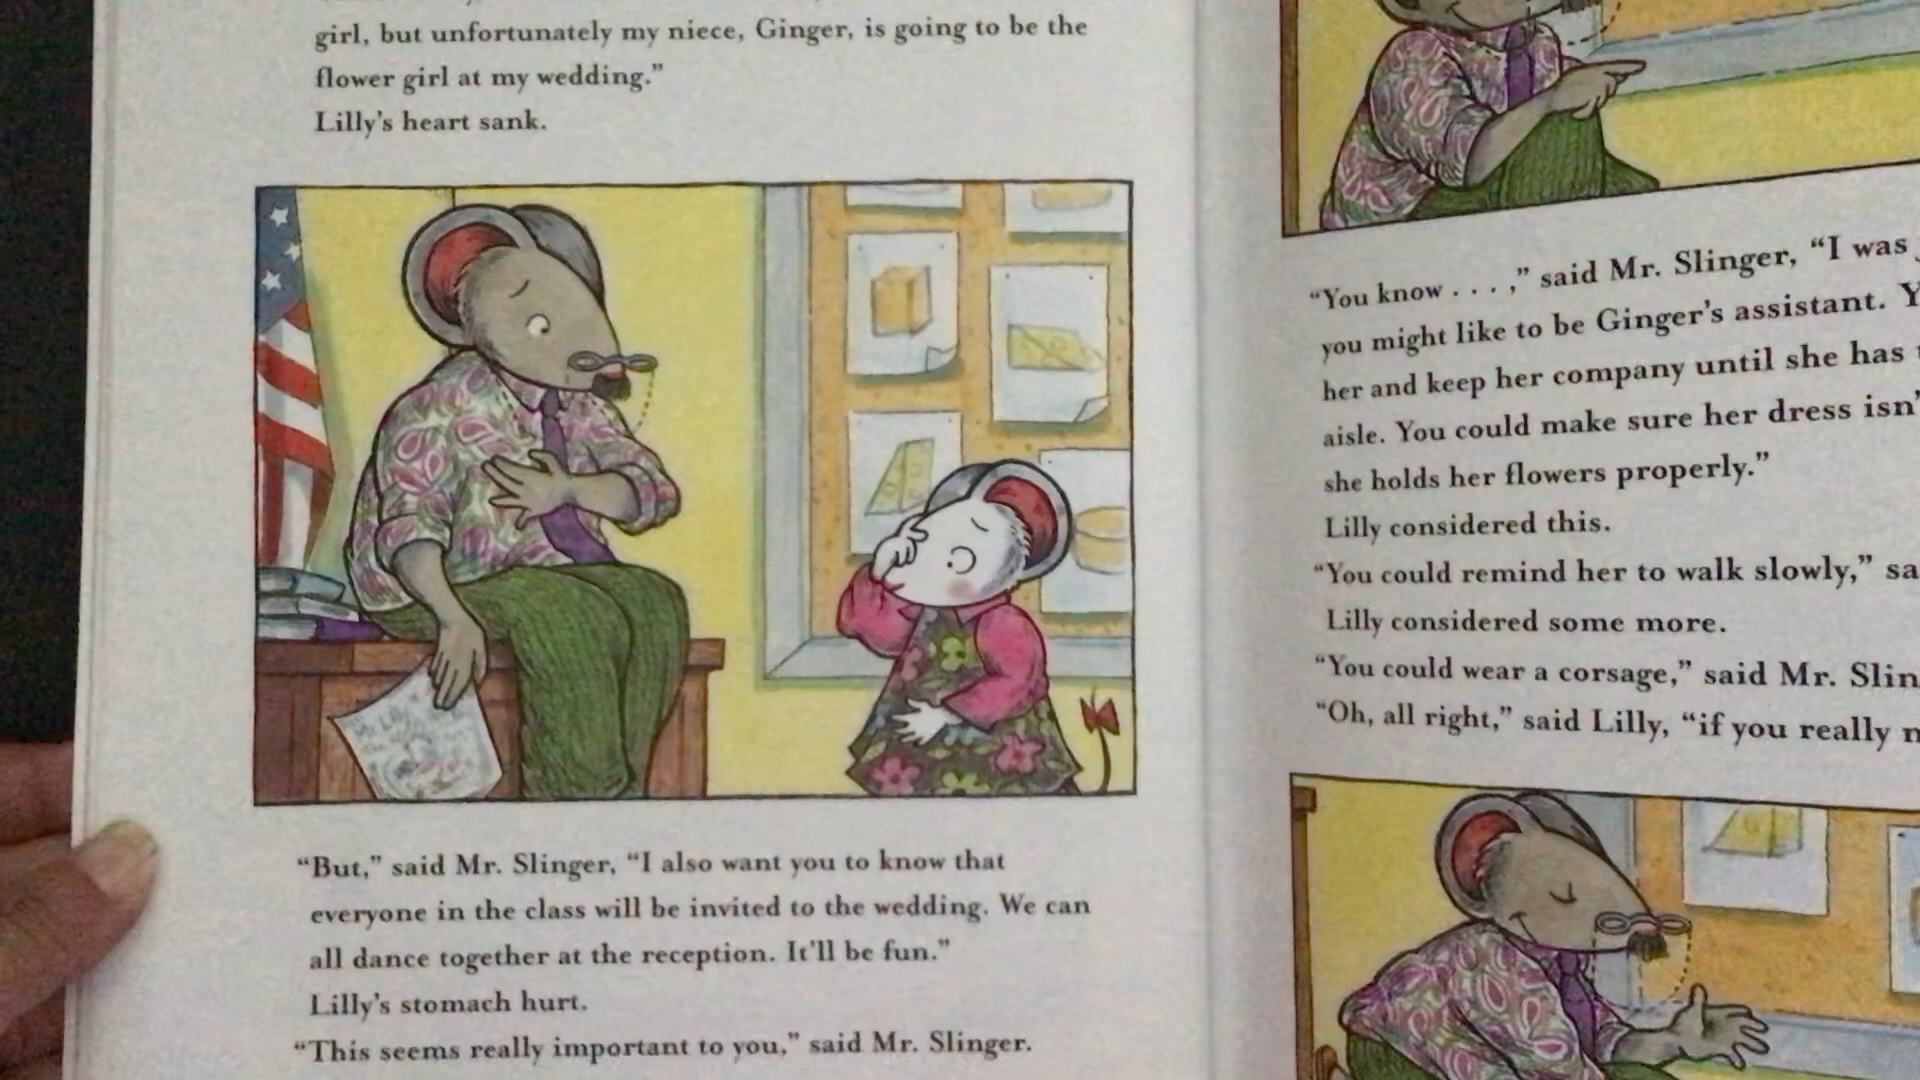 girl, but unfortunately my niece, Ginger, is going to be the
flower girl at my wedding.”
Lilly’s heart sank.
“But,” said Mr. Slinger, “I also want you to know that
everyone in the class will be invited to the wedding. We can
all dance together at the reception. It’ll be fun.”
Lilly’s stomach hurt.
“This seems really important to you,” said Mr. Slinger.
“You know . . . ,” said Mr. Slinger, “I was
you might like to be Ginger’s assistant.
her and keep her company until she has
aisle. You could make sure her dress isn’
she holds her flowers properly.”
Lilly considered this.
“You could remind her to walk slowly,” sa
Lilly considered some more.
“You could wear a corsage,” said Mr. Slin
“Oh, all right,” said Lilly, “if you really